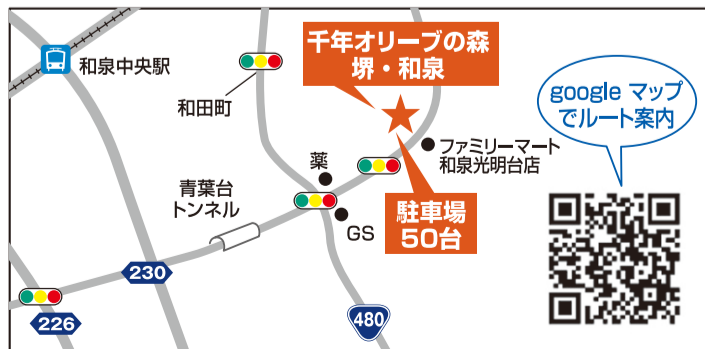 和泉中央駅
和田町
千年オリーブの森
堺・和泉
google マップ
でルート案内
ファミリーマート
和泉光明台店
薬
青葉台
トンネル
駐車場
50台
GS
230
226
480